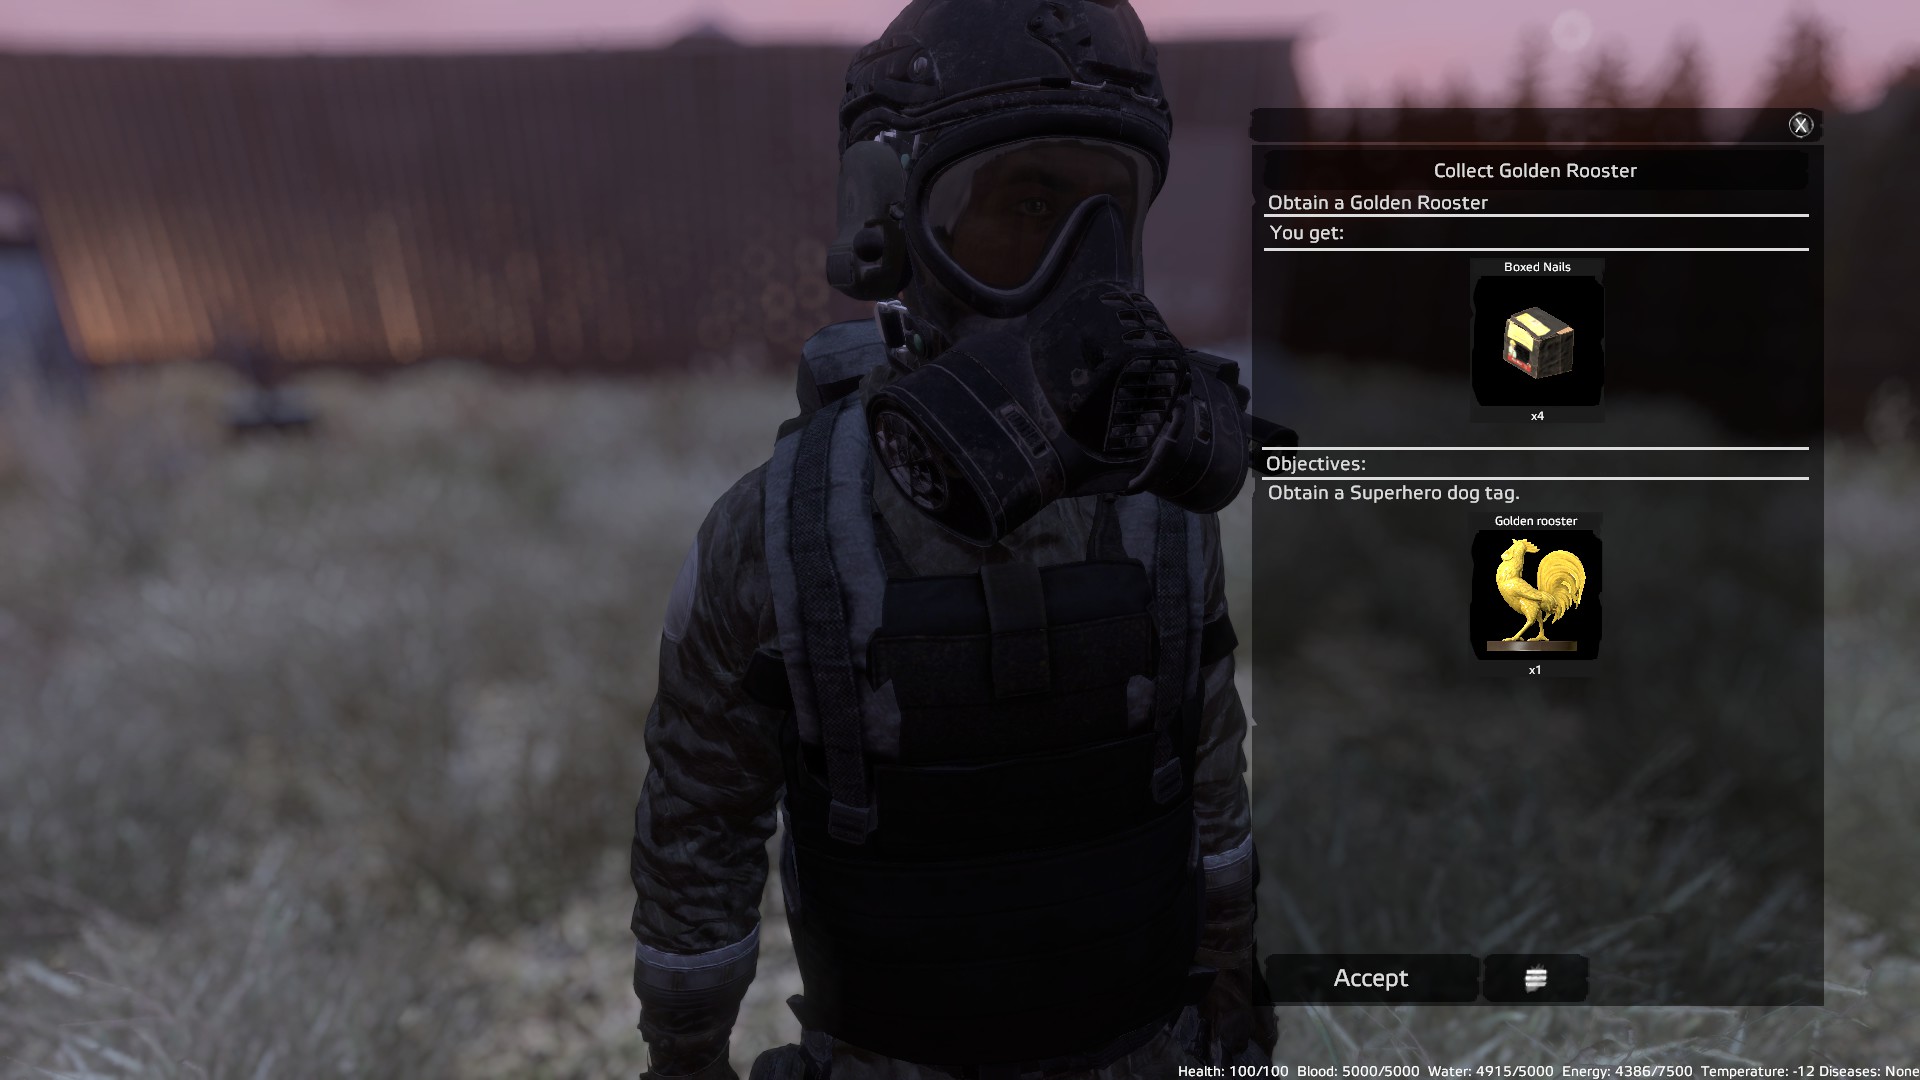 X
Collect Golden Rooster
Obtain a Golden Rooster
You get:
Boxed Nails
x4
Objectives:
Obtain a Superhero dog tag.
Golden rooster
x1
Accept
Health: 100/100 Blood: 5000/5000 Water: 4915/5000 Energy: 4386/7500 Temperature: -12 Diseases: None